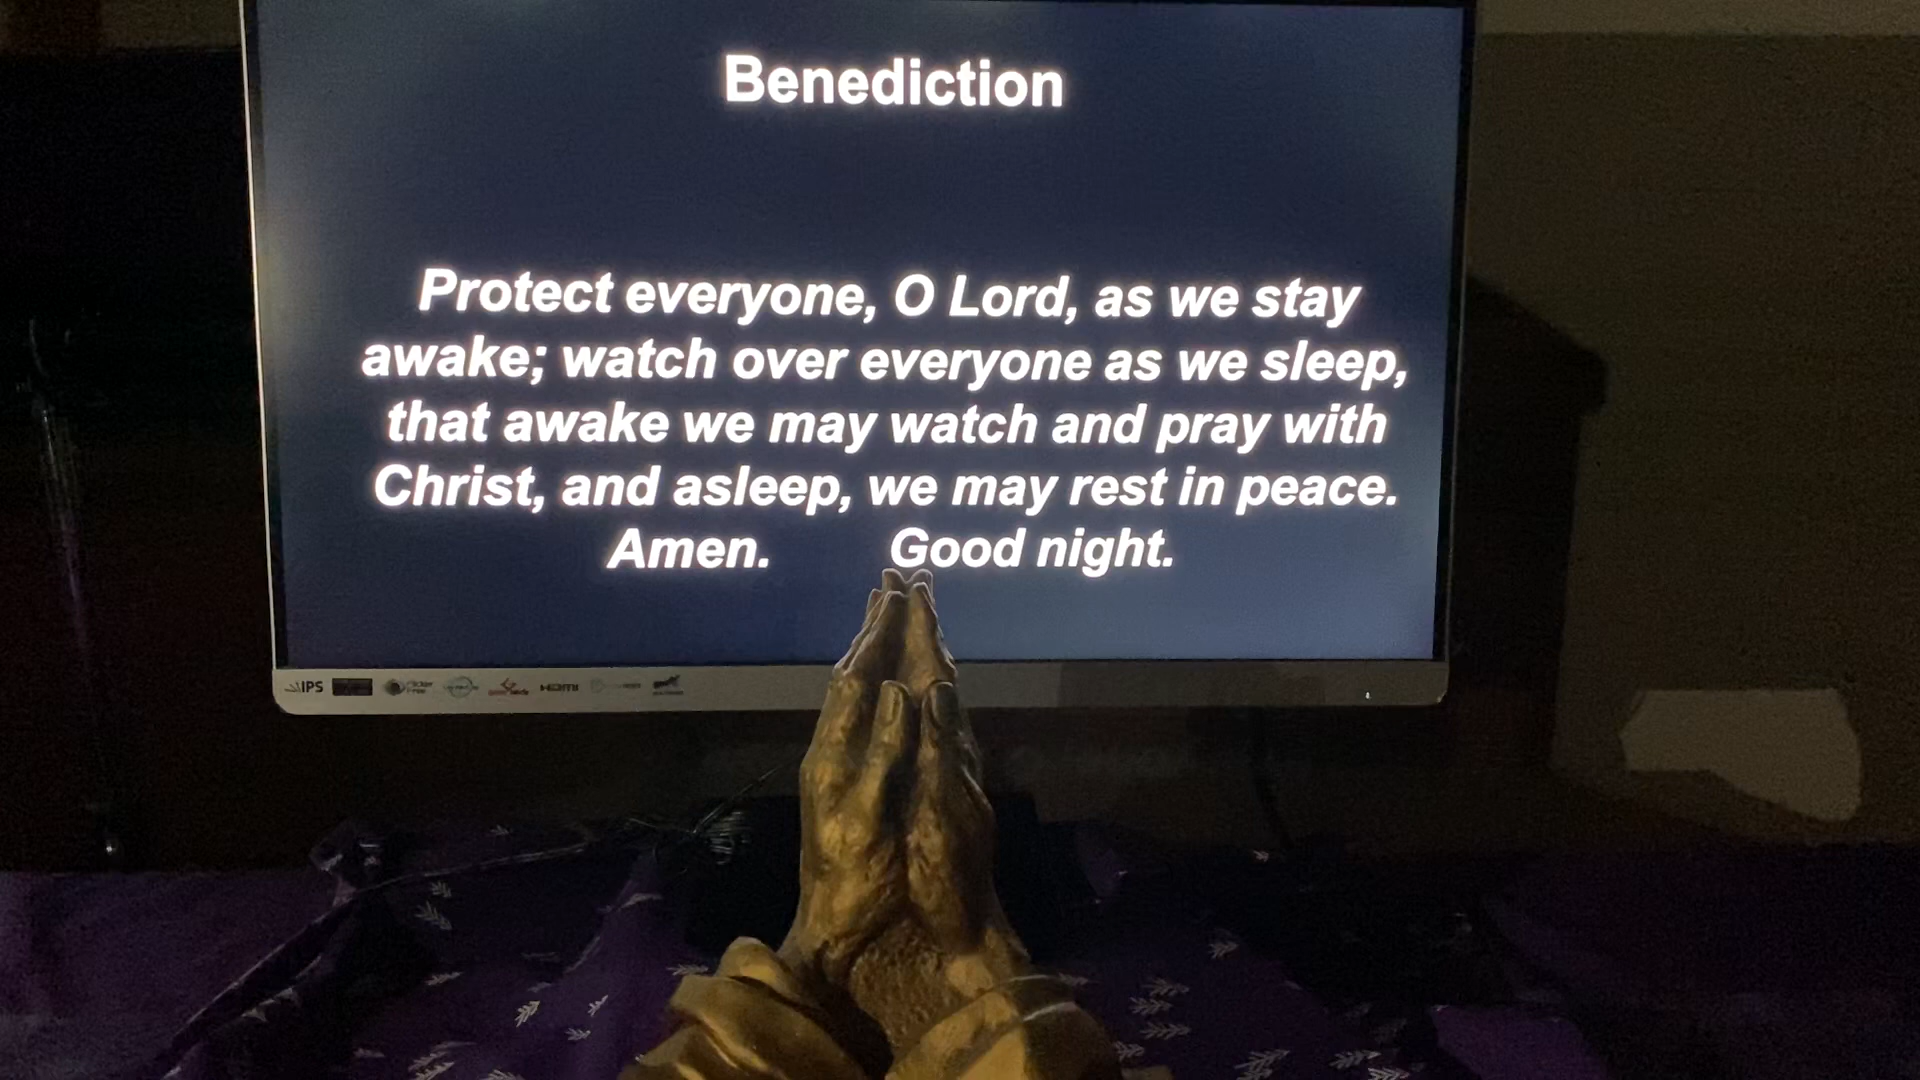 Benediction
Protect everyone, O Lord, as we stay
awake; watch over everyone as we sleep,
that awake we may watch and pray with
Christ, and asleep, we may rest in peace.
Amen. Good night.
IPS
HDMI